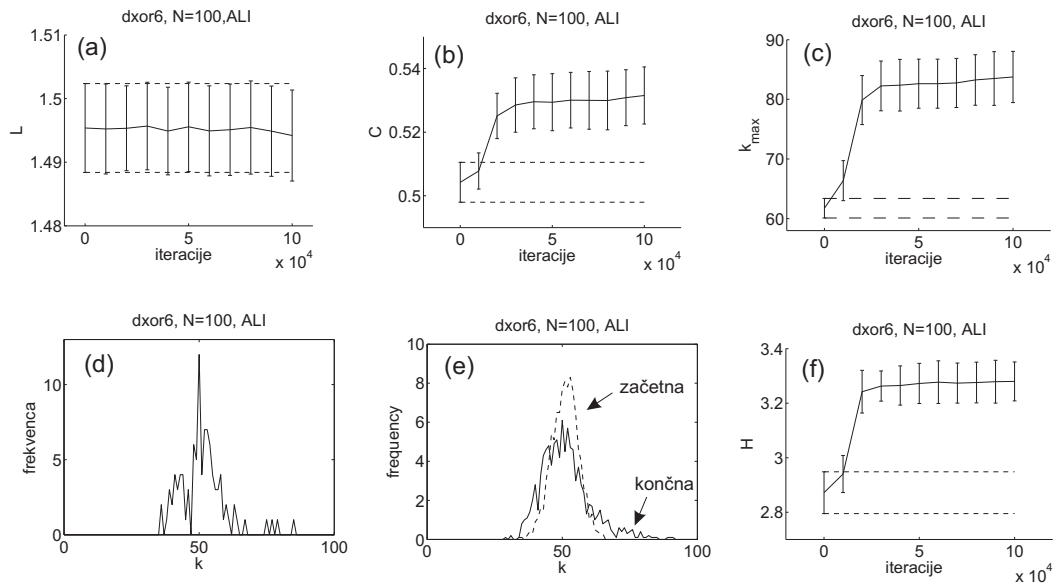 dxor6, N=100,ALI
(a)
1.51
1.5
1.49
1.48
L
0
5
10
iteracije
x 10^4
dxor6, N=100, ALI
(b)
0.54
0.52
0.5
C
0
5
10
iteracije
x 10^4
dxor6, N=100, ALI
(c)
90
80
70
60
k_max
0
5
10
iteracije
x 10^4
dxor6, N=100, ALI
(d)
10
5
0
frekvenca
0
50
100
k
dxor6, N=100, ALI
(e)
10
8
6
4
2
0
frequency
začetna
končna
0
50
100
k
dxor6, N=100, ALI
(f)
3.6
3.2
2.8
H
0
5
10
iteracije
x 10^4